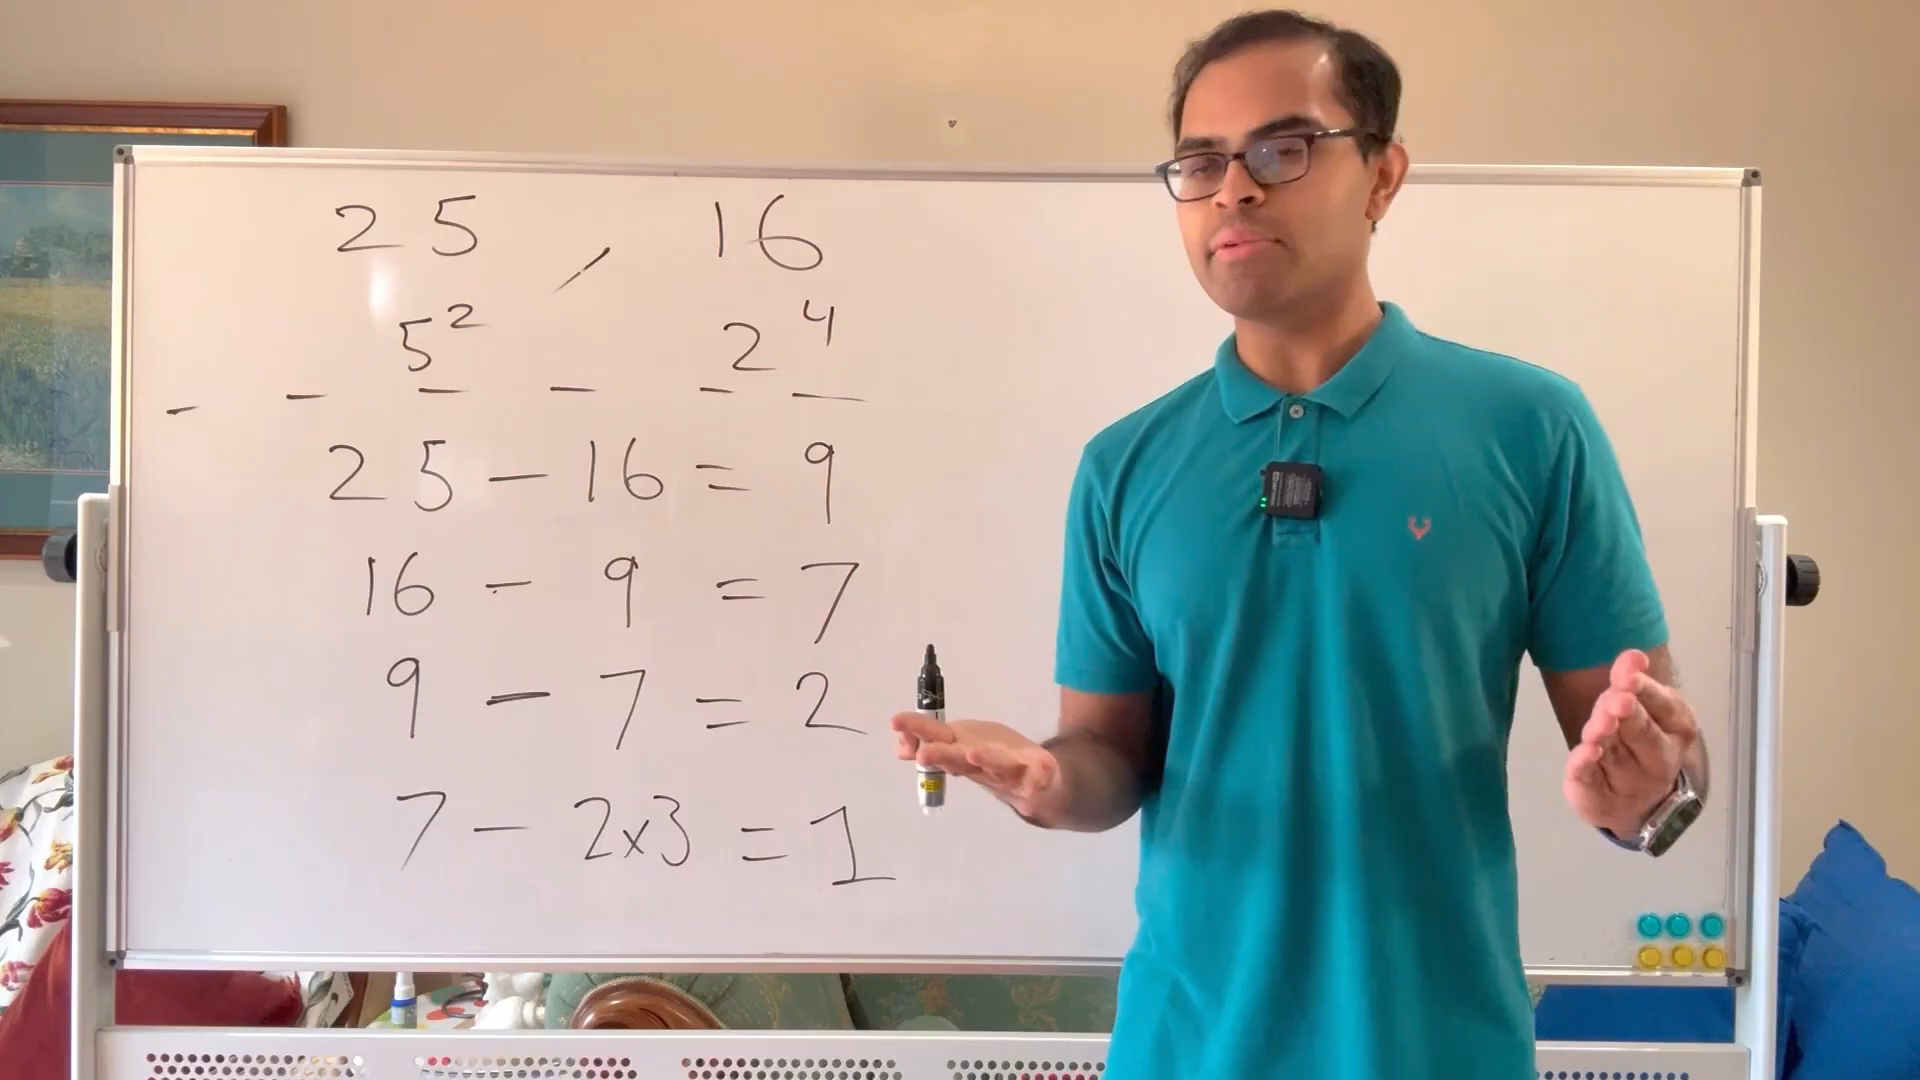 25 , 16
5² 2⁴
- - - - - -
25 - 16 = 9
16 - 9 = 7
9 - 7 = 2
7 - 2x3 = 1